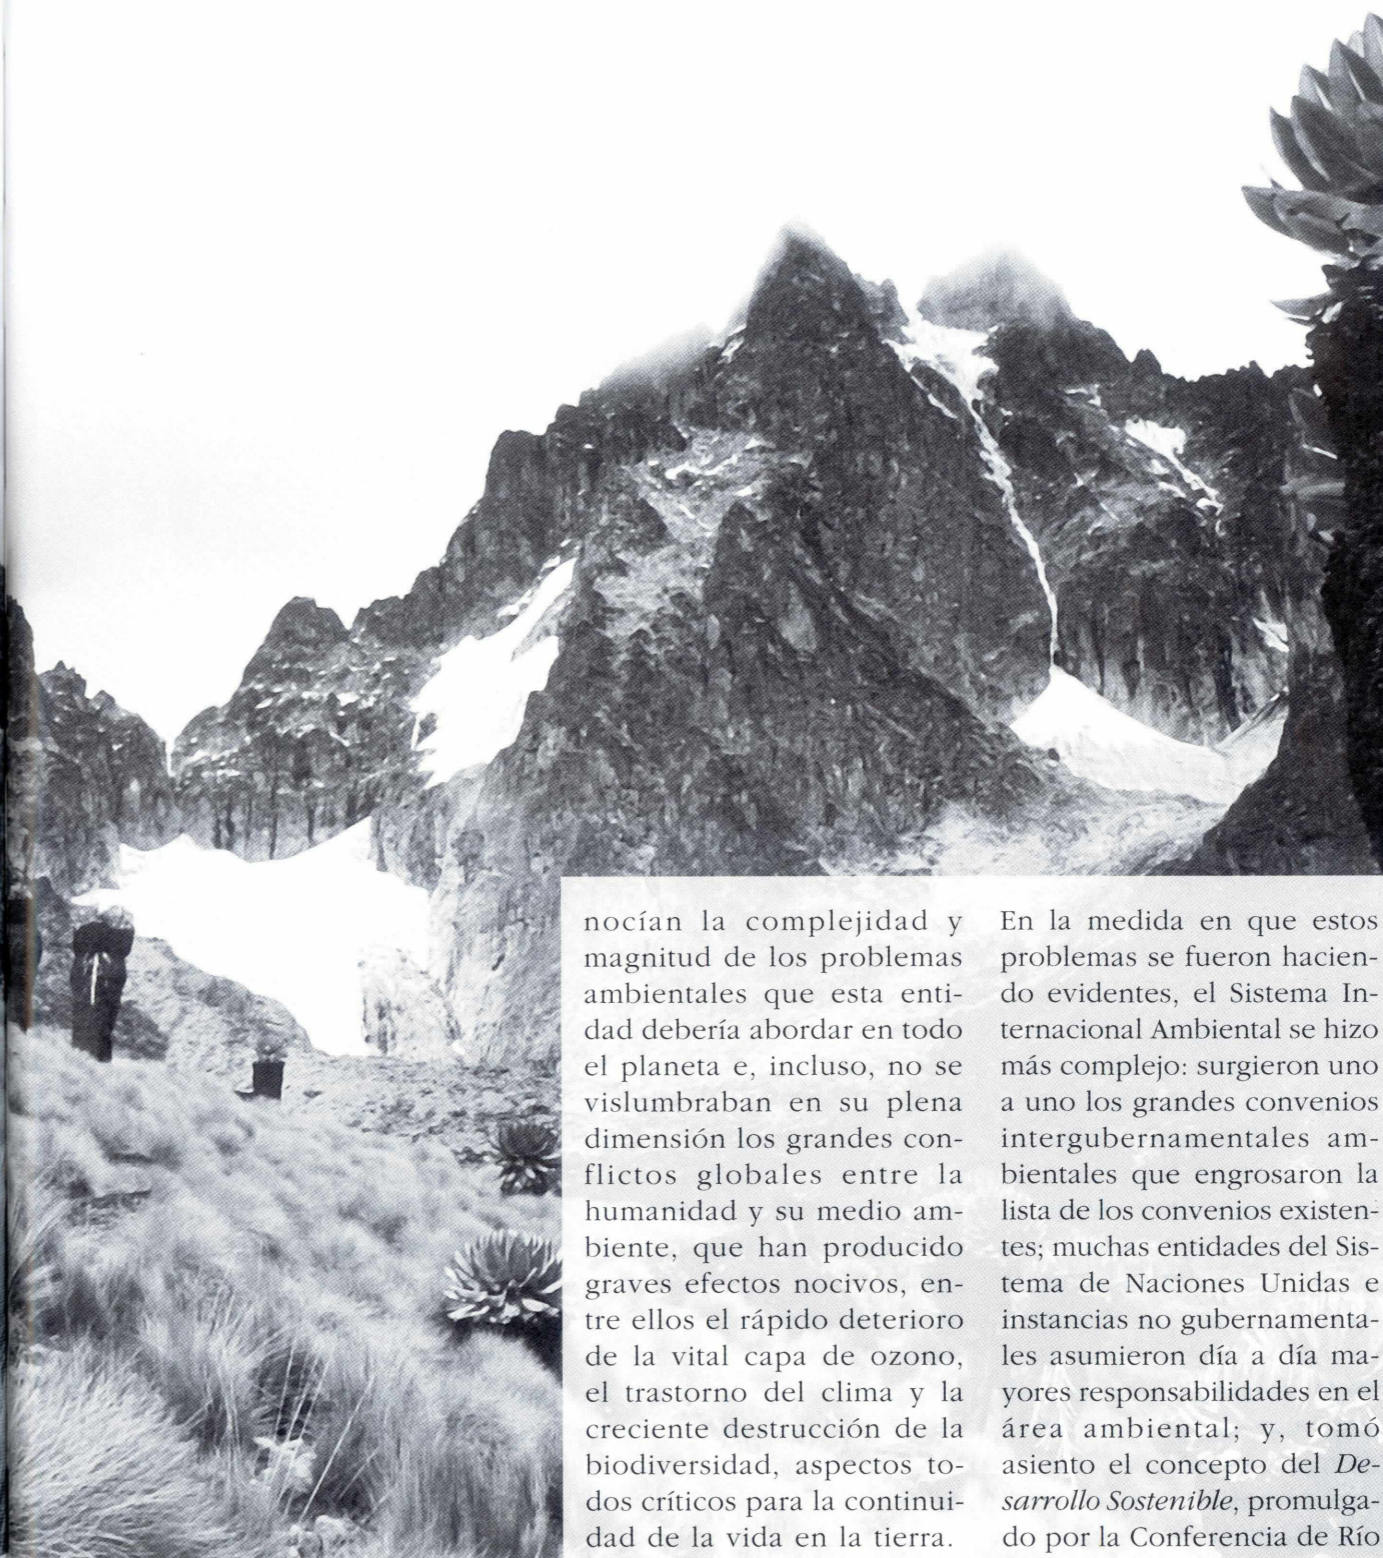 nocían la complejidad y
magnitud de los problemas
ambientales que esta enti-
dad debería abordar en todo
el planeta e, incluso, no se
vislumbraban en su plena
dimensión los grandes con-
flictos globales entre la
humanidad y su medio am-
biente, que han producido
graves efectos nocivos, en-
tre ellos el rápido deterioro
de la vital capa de ozono,
el trastorno del clima y la
creciente destrucción de la
biodiversidad, aspectos to-
dos críticos para la continui-
dad de la vida en la tierra.
En la medida en que estos
problemas se fueron hacien-
do evidentes, el Sistema In-
ternacional Ambiental se hizo
más complejo: surgieron uno
a uno los grandes convenios
intergubernamentales am-
bientales que engrosaron la
lista de los convenios existen-
tes; muchas entidades del Sis-
tema de Naciones Unidas e
instancias no gubernamenta-
les asumieron día a día ma-
yores responsabilidades en el
área ambiental; y, tomó
asiento el concepto del De-
sarrollo Sostenible, promulga-
do por la Conferencia de Río